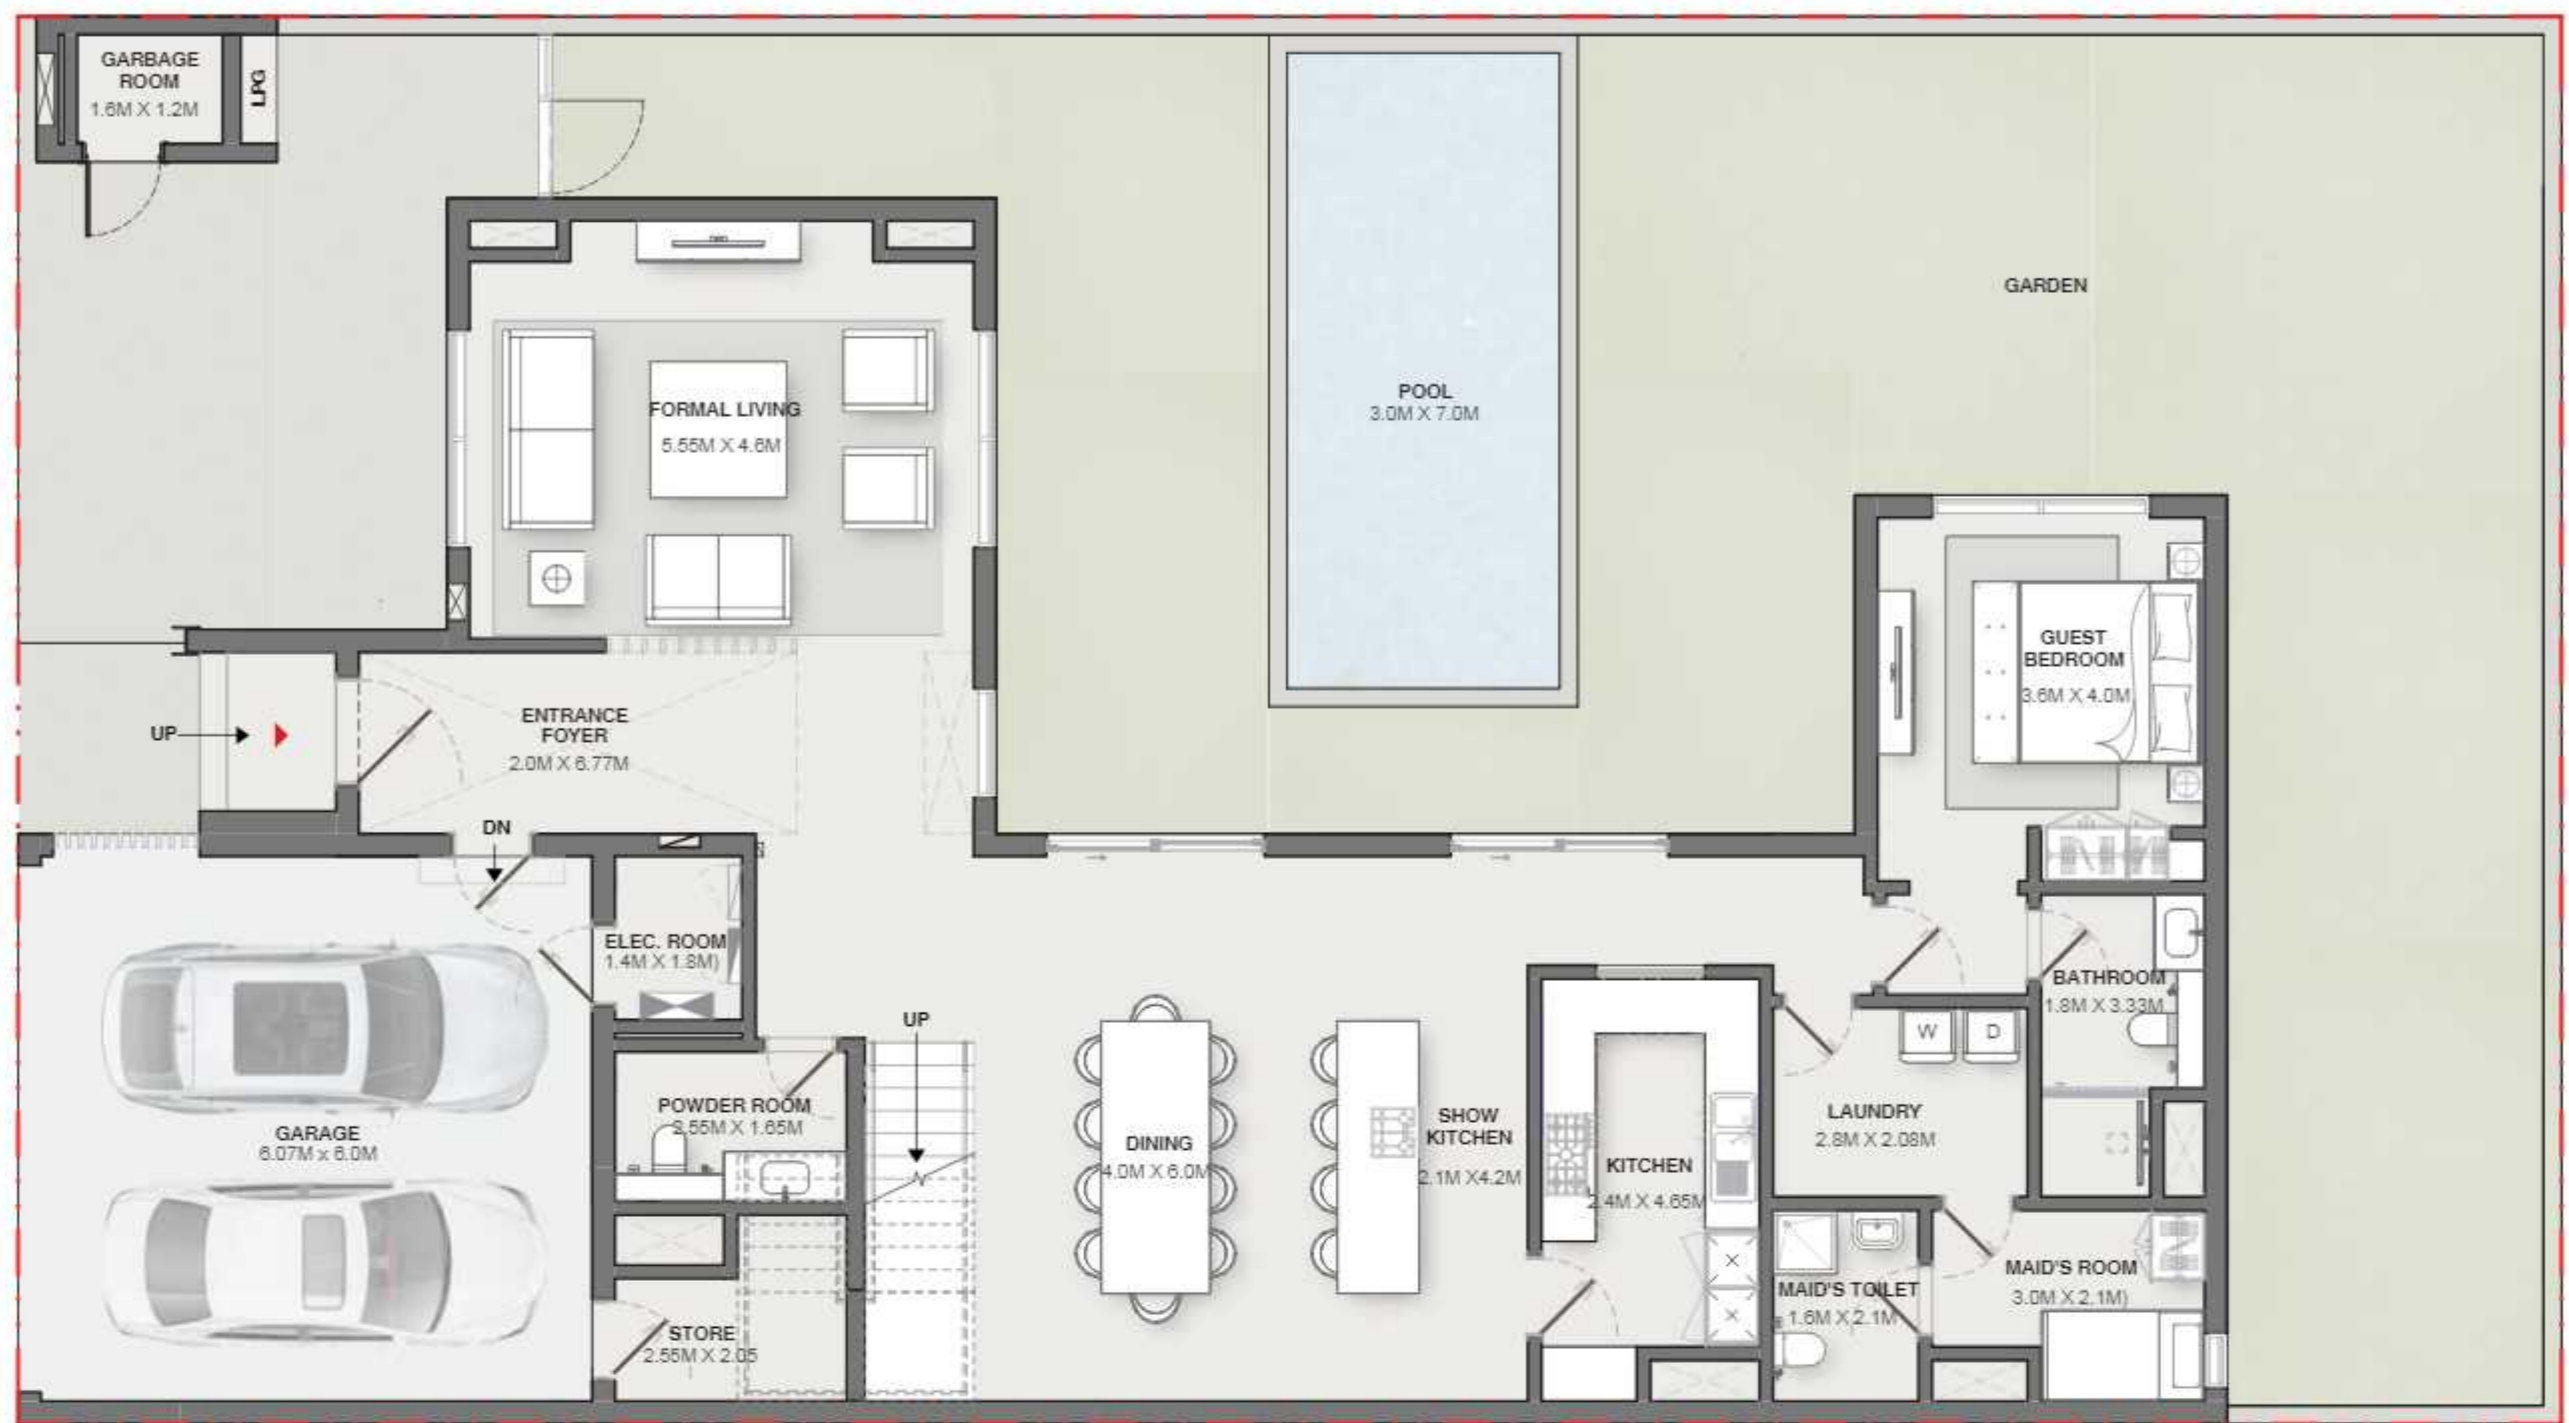 GARBAGE
ROOM
1.6M X 1.2M
LPG
GARDEN
POOL
3.0M X 7.0M
FORMAL LIVING
5.55M X 4.6M
GUEST
BEDROOM
3.6M X 4.0M
UP
ENTRANCE
FOYER
2.0M X 6.77M
DN
ELEC. ROOM
1.4M X 1.8M)
UP
BATHROOM
1.8M X 3.33M
W
D
POWDER ROOM
2.55M X 1.65M
GARAGE
6.07M x 6.0M
DINING
4.0M X 6.0M
SHOW
KITCHEN
2.1M X4.2M
KITCHEN
2.4M X 4.65M
LAUNDRY
2.8M X 2.08M
MAID'S ROOM
3.0M X 2.1M)
MAID'S TOILET
1.6M X 2.1M
STORE
2.55M X 2.05